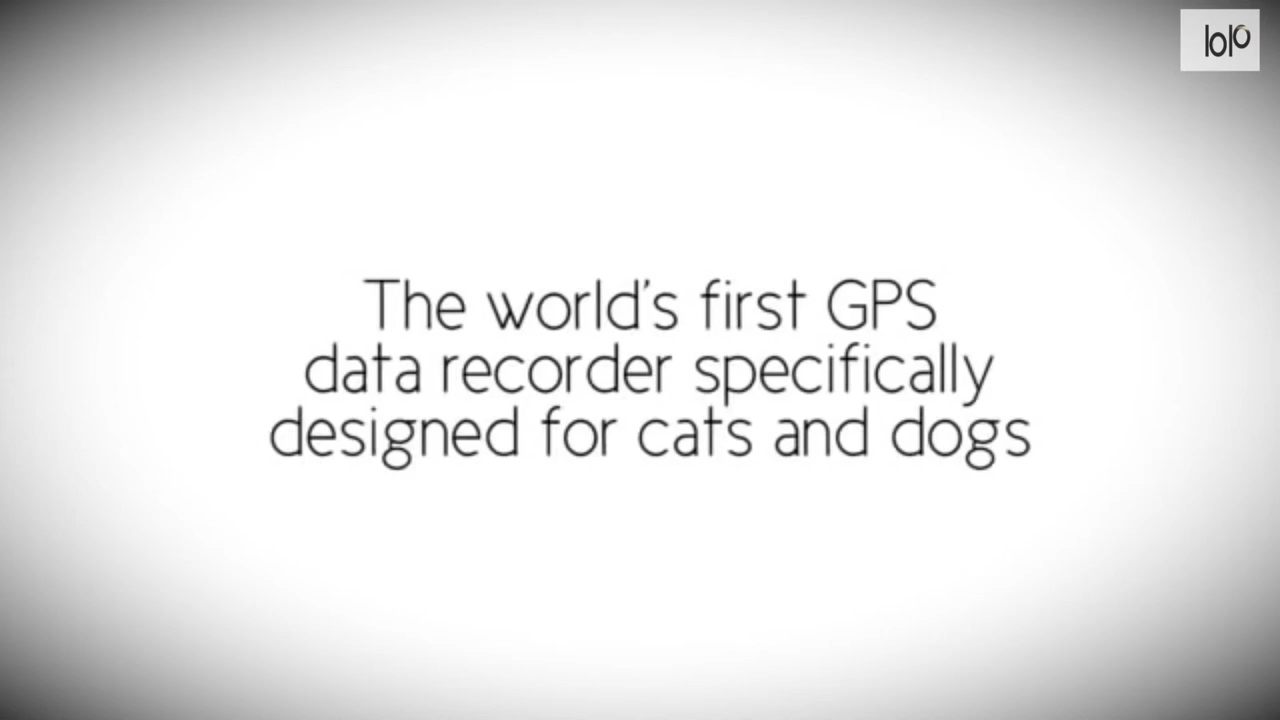 lolo
The world's first GPS
data recorder specifically
designed for cats and dogs